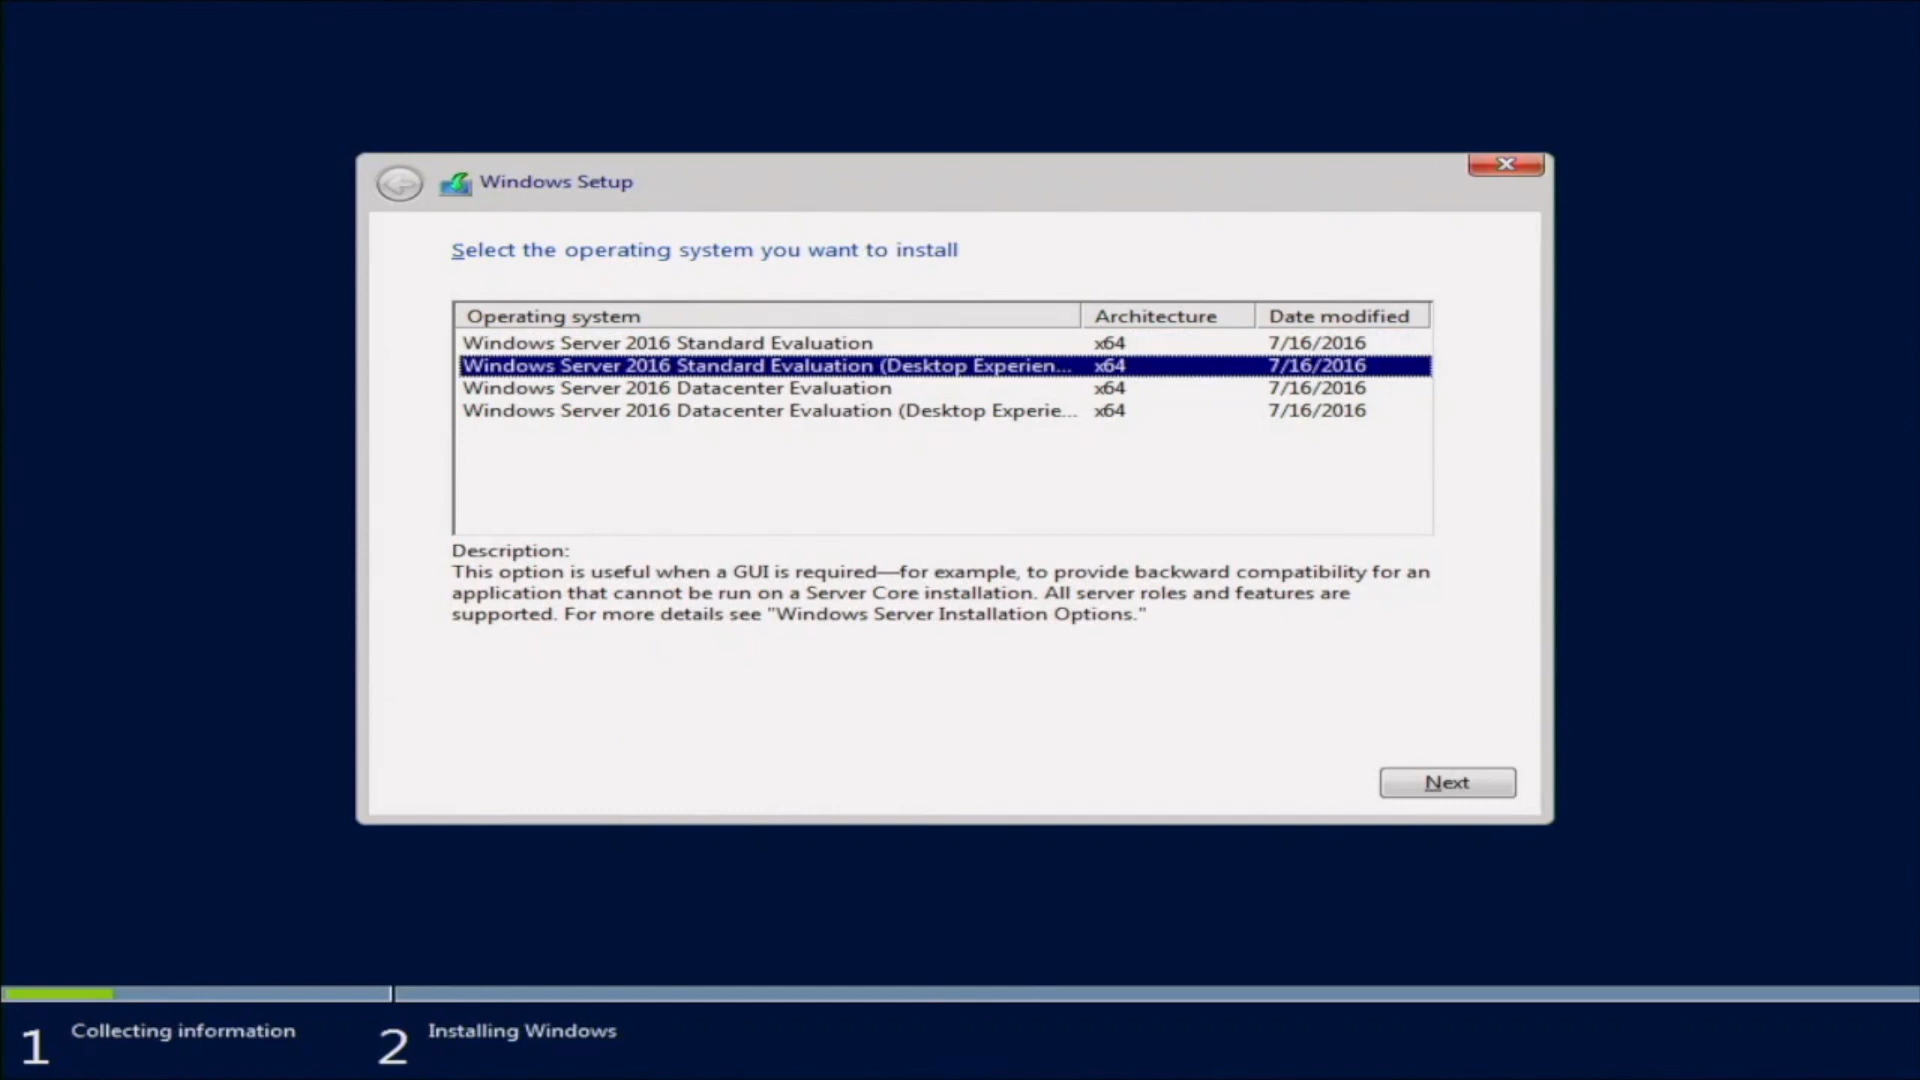 Windows Setup
Select the operating system you want to install
Operating system Architecture Date modified
Windows Server 2016 Standard Evaluation x64 7/16/2016
Windows Server 2016 Standard Evaluation (Desktop Experien... x64 7/16/2016
Windows Server 2016 Datacenter Evaluation x64 7/16/2016
Windows Server 2016 Datacenter Evaluation (Desktop Experie... x64 7/16/2016
Description:
This option is useful when a GUI is required—for example, to provide backward compatibility for an
application that cannot be run on a Server Core installation. All server roles and features are
supported. For more details see "Windows Server Installation Options."
Next
1 Collecting information 2 Installing Windows